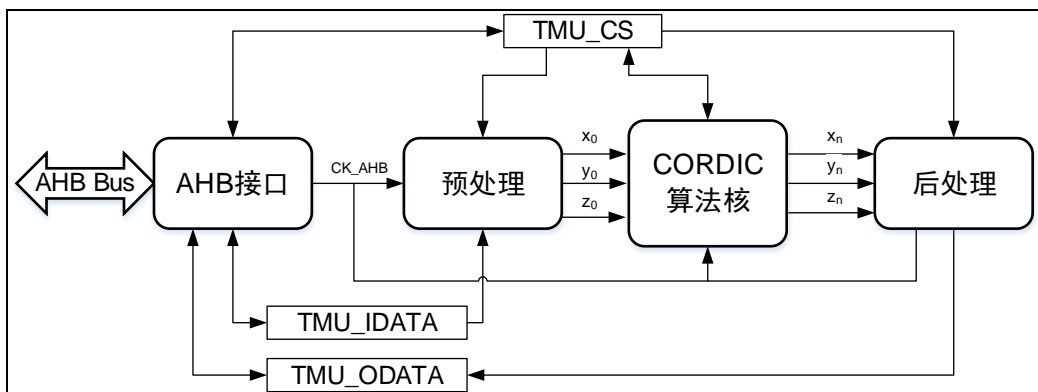 TMU_CS
AHB Bus
AHB接口
CK_AHB
预处理
x₀
y₀
z₀
CORDIC
算法核
xₙ
yₙ
zₙ
后处理
TMU_IDATA
TMU_ODATA